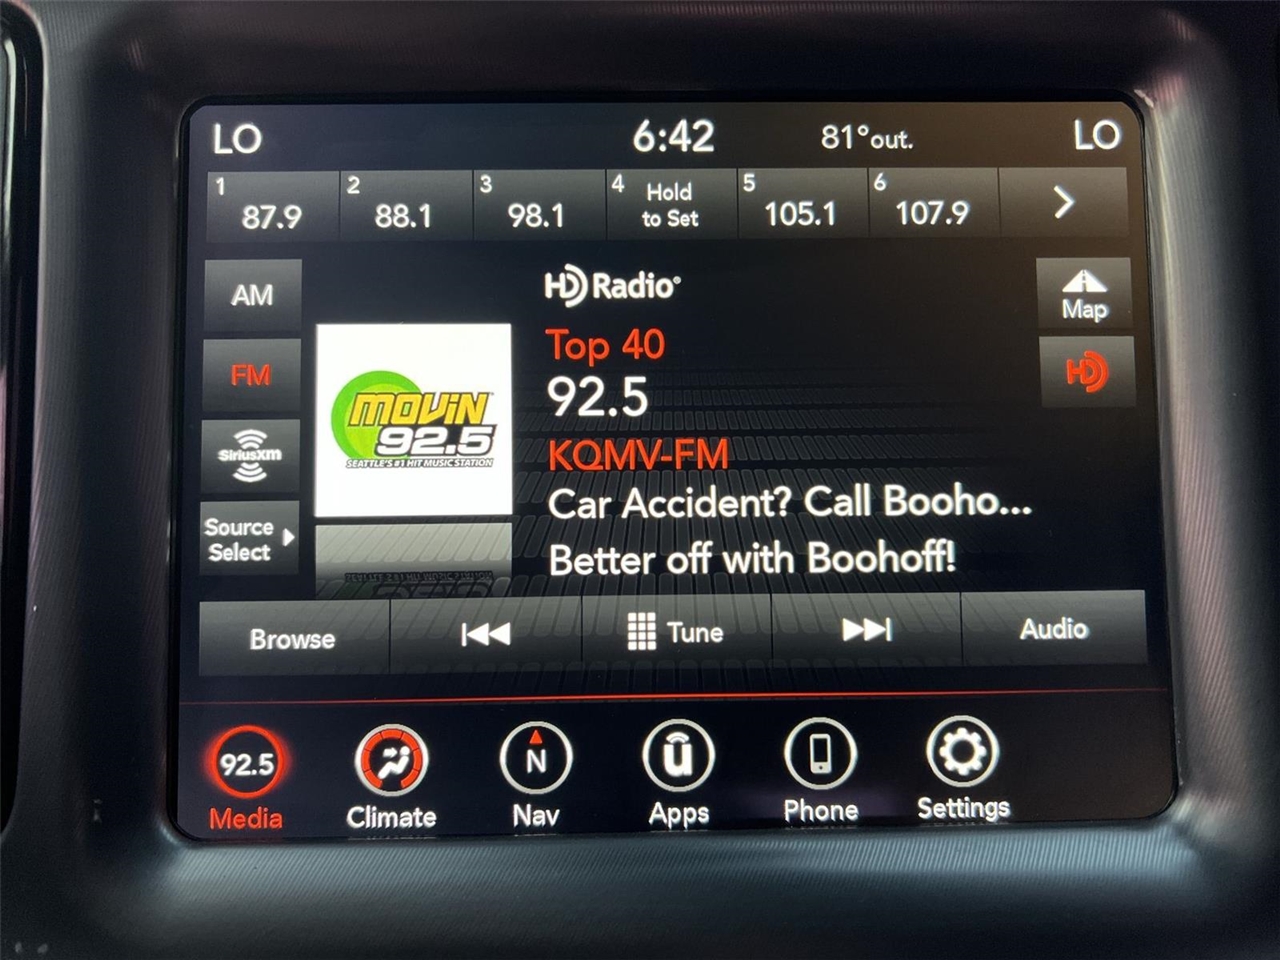 LO 6:42 81°out. LO
1 87.9 2 88.1 3 98.1 4 Hold to Set 5 105.1 6 107.9
HD Radio®
AM
Map
Top 40
FM
HD
92.5
MOViN
92.5
SEATTLE'S #1 HIT MUSIC STATION
KQMV-FM
SiriusXM
Car Accident? Call Booho...
Source
Select
Better off with Boohoff!
Browse Tune Audio
92.5 N u
Media Climate Nav Apps Phone Settings